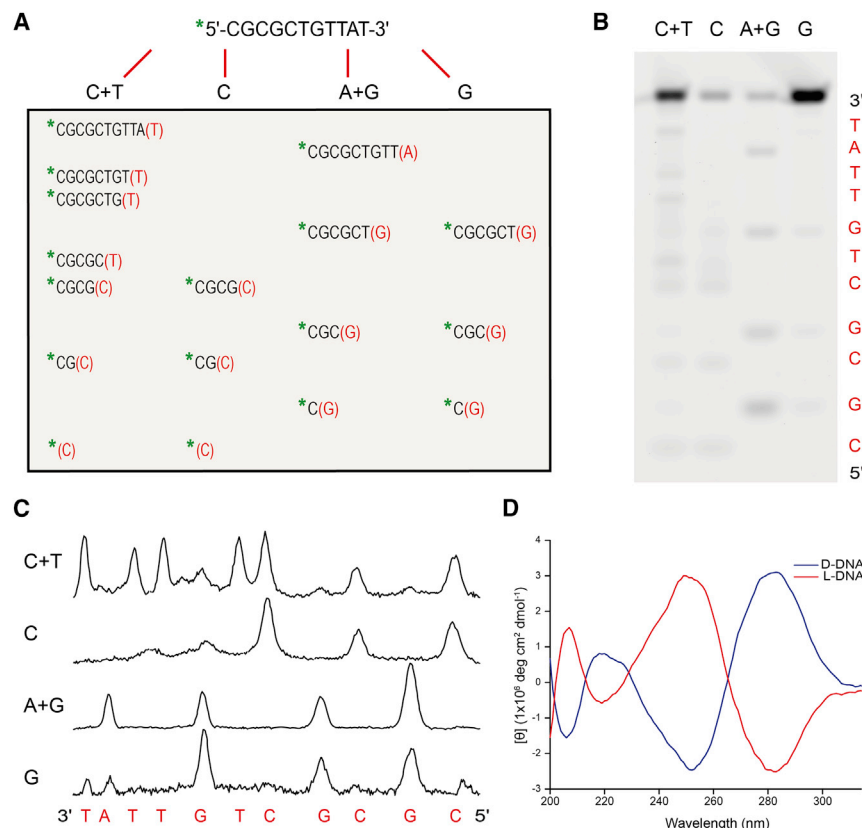 A
*5'-CGCGCTGTTAT-3'
C+T C A+G G
*CGCGCTGTTA(T)
*CGCGCTGTT(A)
*CGCGCTGT(T)
*CGCGCTG(T)
*CGCGCT(G) *CGCGCT(G)
*CGCGC(T)
*CGCG(C) *CGCG(C)
*CGC(G) *CGC(G)
*CG(C) *CG(C)
*C(G) *C(G)
*(C) *(C)
B
C+T C A+G G
3'
T
A
T
T
G
T
C
G
C
G
C
5'
C
C+T
C
A+G
G
3' T A T T G T C G C G C 5'
D
4
3
2
1
0
-1
-2
-3
[θ] (1x10⁶ deg cm² dmol⁻¹)
D-DNA
L-DNA
200 220 240 260 280 300
Wavelength (nm)